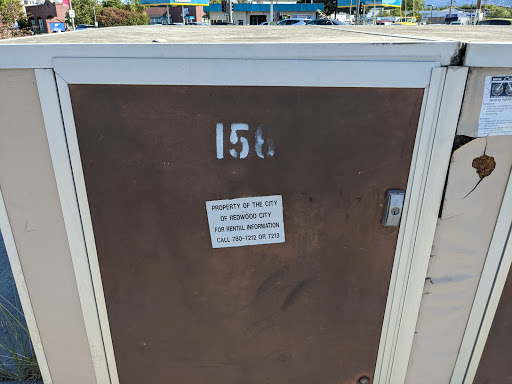 156
PROPERTY OF THE CITY
OF REDWOOD CITY
FOR RENTAL INFORMATION
CALL 780-7212 OR 7213